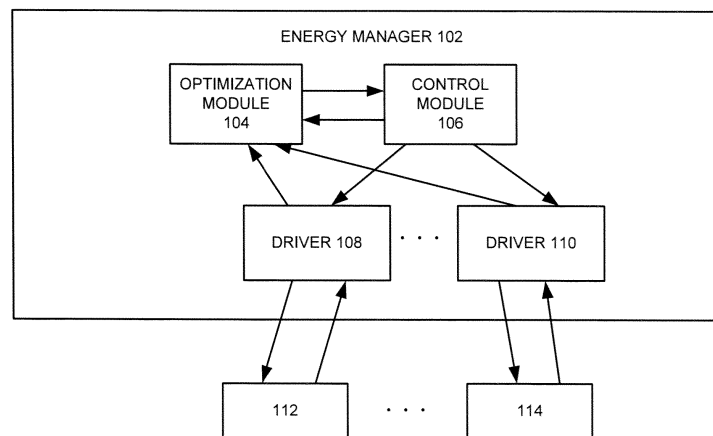 ENERGY MANAGER 102
OPTIMIZATION
MODULE
104
CONTROL
MODULE
106
DRIVER 108
. . .
DRIVER 110
112
. . .
114